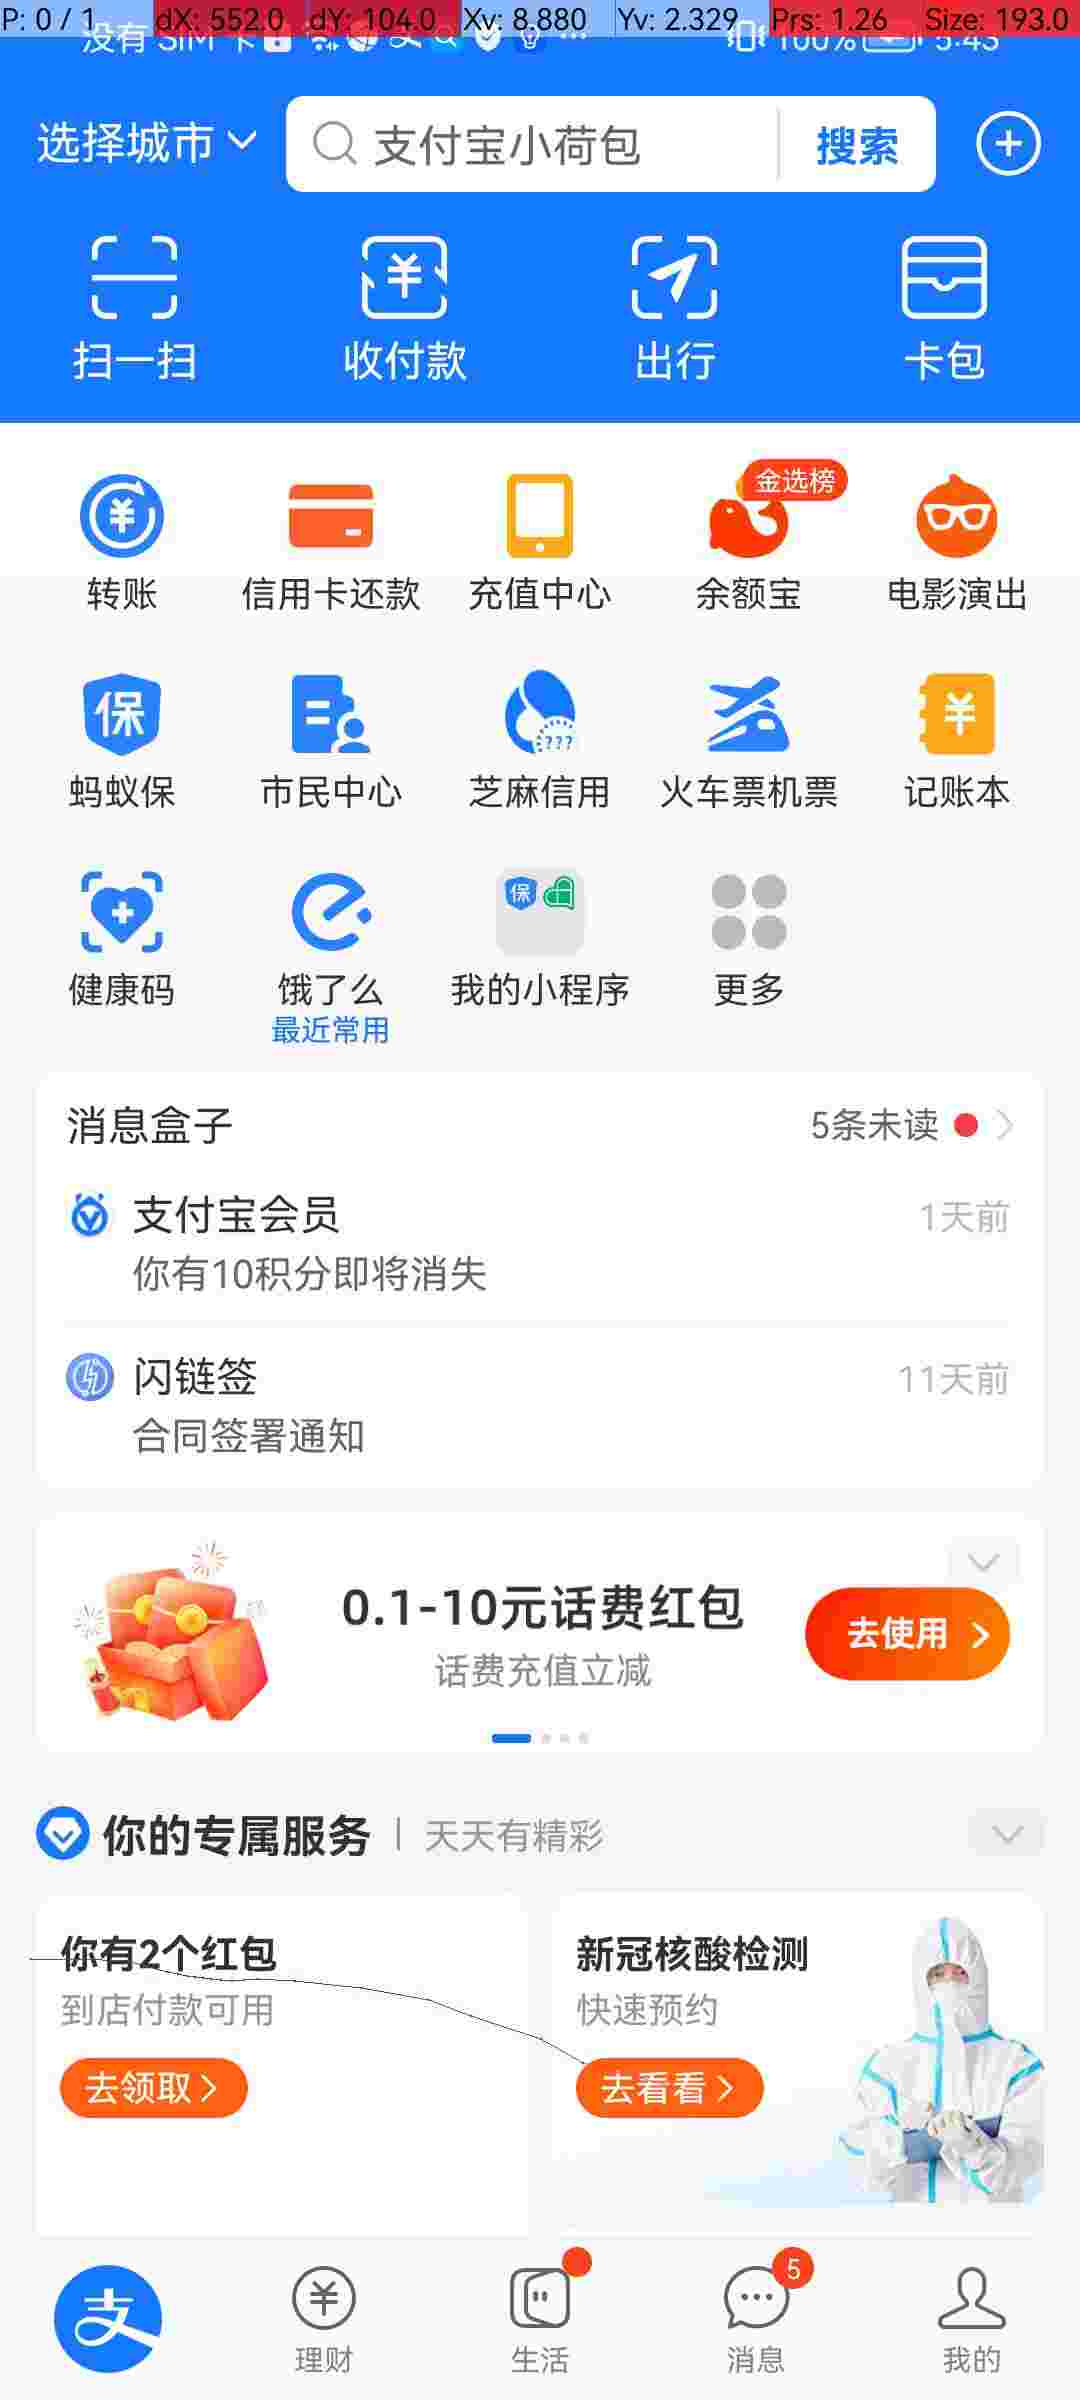 P: 0 / 1 dX: 552.0 dY: 104.0 Xv: 8.880 Yv: 2.329 Prs: 1.26 Size: 193.0
没有 SIM 卡 100% 5:43
选择城市 支付宝小荷包 搜索
扫一扫 收付款 出行 卡包
金选榜
转账 信用卡还款 充值中心 余额宝 电影演出
保 ???
蚂蚁保 市民中心 芝麻信用 火车票机票 记账本
保
健康码 饿了么 我的小程序 更多
最近常用
消息盒子 5条未读
支付宝会员 1天前
你有10积分即将消失
闪链签 11天前
合同签署通知
0.1-10元话费红包 去使用
话费充值立减
你的专属服务 天天有精彩
你有2个红包 新冠核酸检测
到店付款可用 快速预约
去领取 去看看
5
支 理财 生活 消息 我的